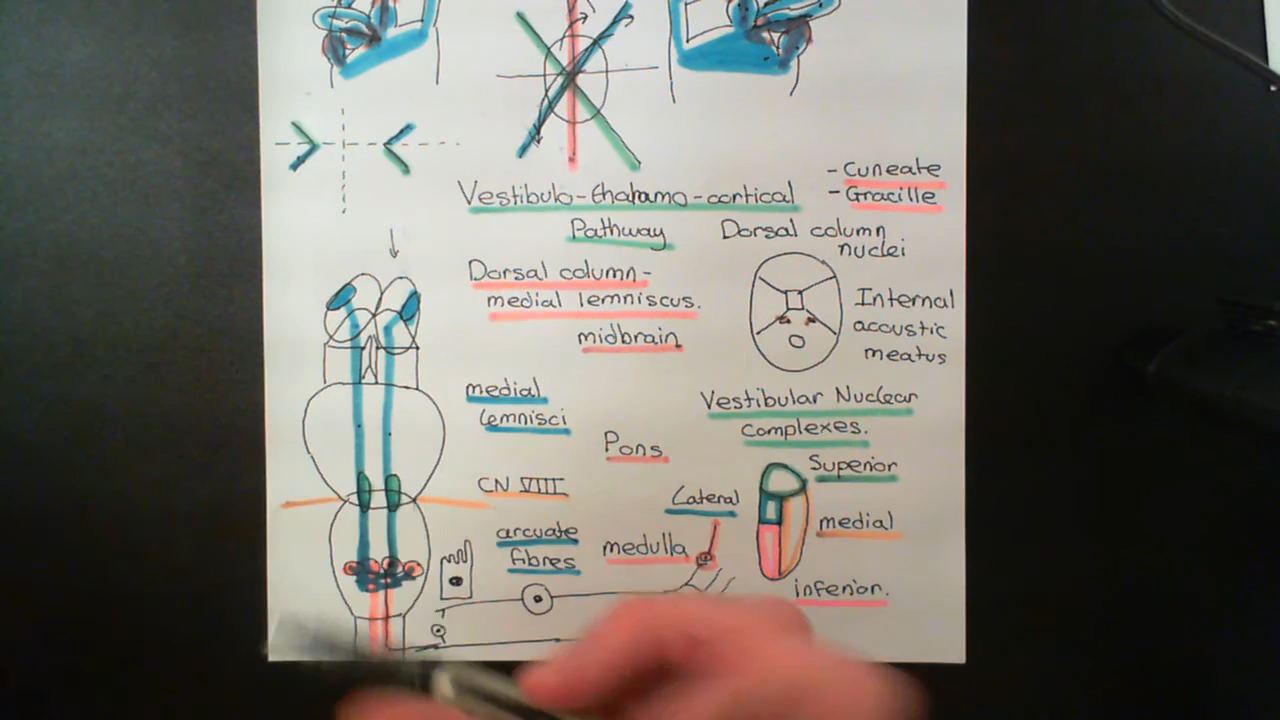 - Cuneate
- Gracille
Vestibulo-thalamo-cortical
Pathway
Dorsal column
nuclei
Dorsal column-
medial lemniscus.
midbrain
Internal
acoustic
meatus
medial
lemnisci
Vestibular Nuclear
complexes.
Pons
Superior
CN VIII
Lateral
medial
arcuate
fibres
medulla
inferior.